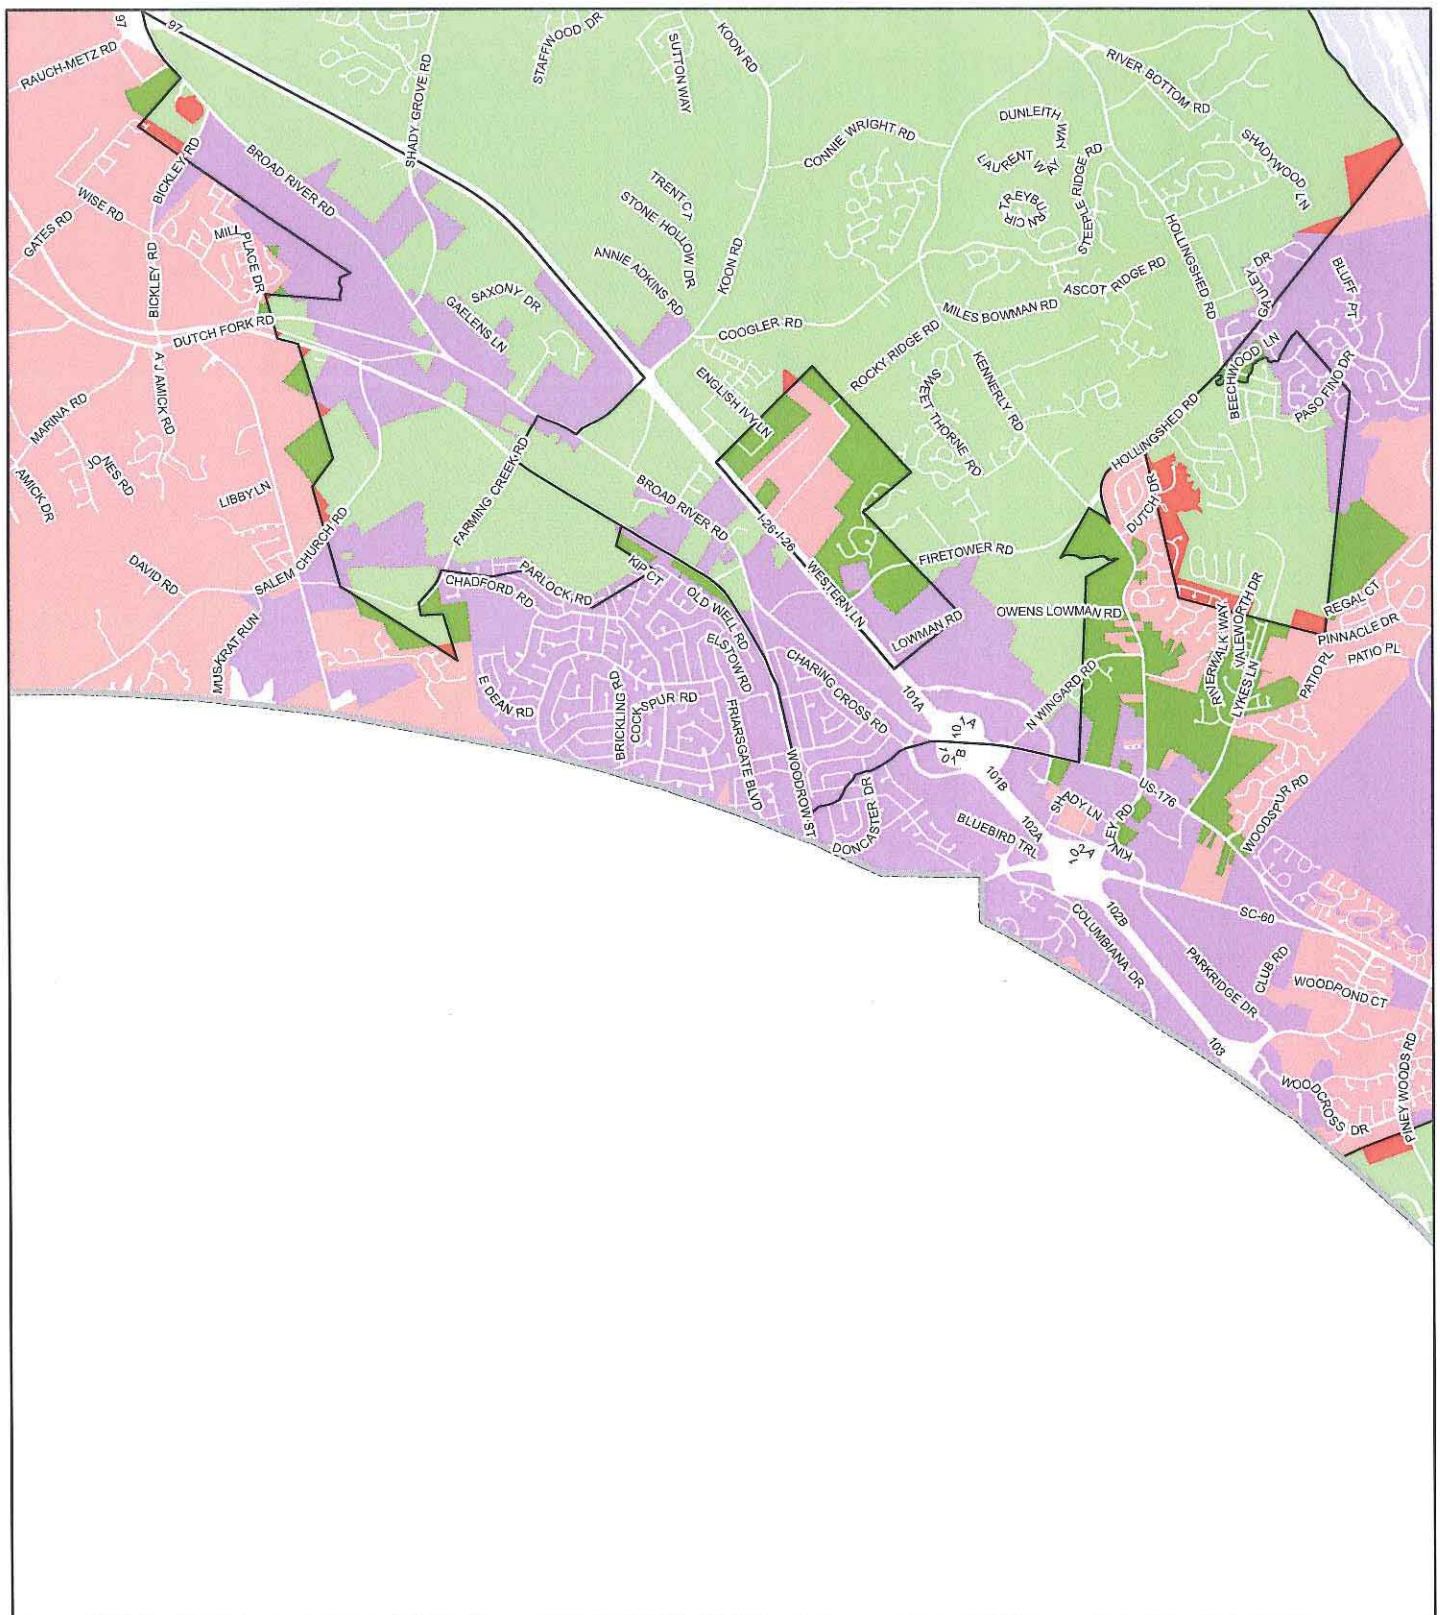 97
97
RAUCH-METZ RD
STAFFWOOD DR
SUTTON WAY
KOON RD
RIVER BOTTOM RD
SHADY GROVE RD
DUNLEITH WAY
CONNIE WRIGHT RD
LAURENT WAY
SHADYWOOD LN
BICKLEY RD
BROAD RIVER RD
TRENT CT
STONE HOLLOW DR
TREYBURN CIR
STEEPLE RIDGE RD
WISE RD
GATES RD
MILL PLACE DR
BICKLEY RD
ANNIE ADKINS RD
KOON RD
HOLLINGSHED RD
GAULEY DR
BLUFF PT
ASCOT RIDGE RD
SAXONY DR
GAELENS LN
MILES BOWMAN RD
DUTCH FORK RD
COOGLER RD
ROCKY RIDGE RD
KENNERLY RD
BEECHWOOD LN
PASO FINO DR
A J AMICK RD
MARINA RD
ENGLISH IVY LN
SWEET THORNE RD
HOLLINGSHED RD
JONES RD
AMICK DR
LIBBY LN
FARMING CREEK RD
BROAD RIVER RD
DUTCH DR
I-26-I-26
SALEM CHURCH RD
FIRETOWER RD
DAVID RD
CHADFORD RD
PARLOCK RD
KIP CT
OLD WELL RD
WESTERN LN
LOWMAN RD
OWENS LOWMAN RD
REGAL CT
PINNACLE DR
PATIO PL
PATIO PL
RIVERWALK WAY
VALEWORTH DR
LYKES LN
MUSKRAT RUN
ELSTOW RD
CHARING CROSS RD
E DEAN RD
BRICKLING RD
COCK SPUR RD
FRIARSGATE BLVD
101A
N WINGARD RD
101A
101B
101B
WOODROW ST
DONCASTER DR
US-176
SHADY LN
KINLEY RD
WOODSPUR RD
BLUEBIRD TRL
102A
102A
102B
SC-60
COLUMBIANA DR
PARKRIDGE DR
CLUB RD
WOODPOND CT
103
WOODCROSS DR
PINEY WOODS RD